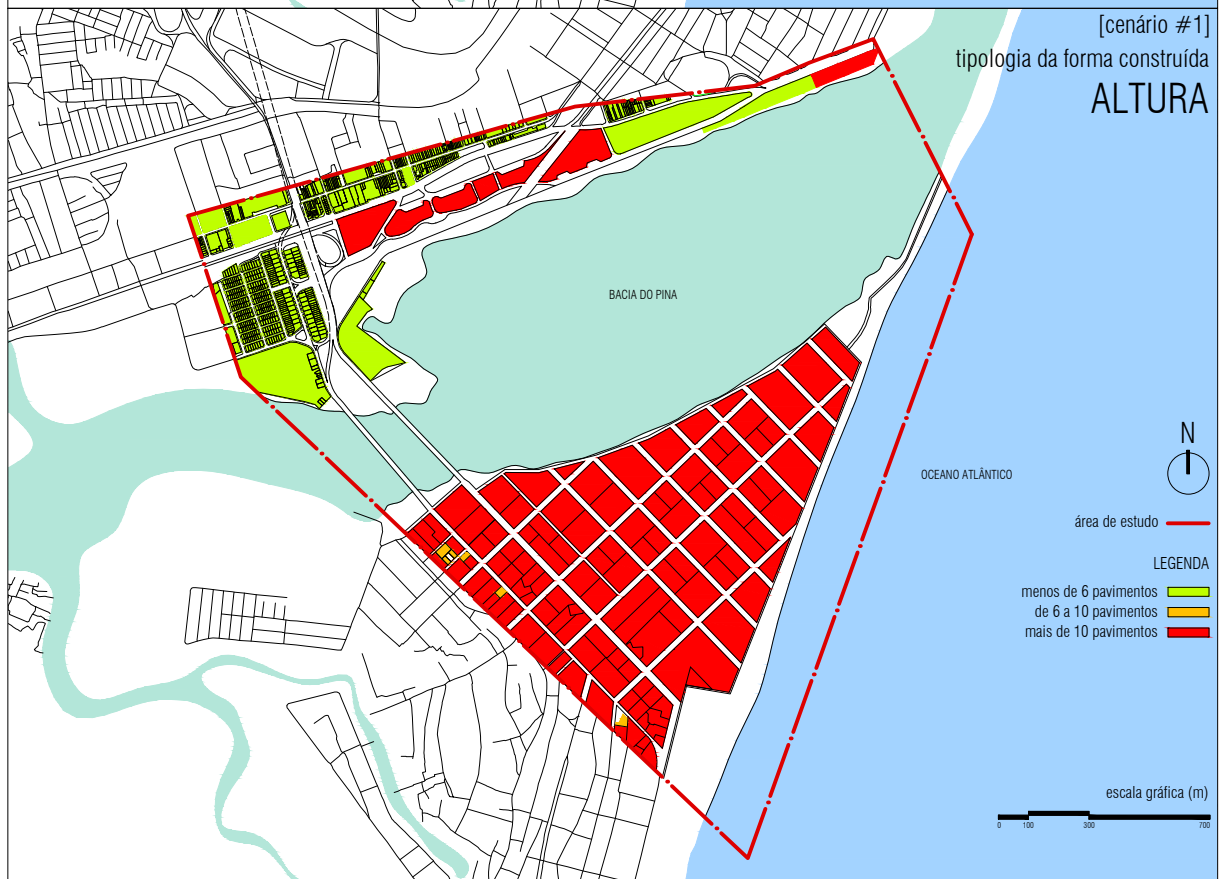 [cenário #1]
tipologia da forma construída
ALTURA
BACIA DO PINA
OCEANO ATLÂNTICO
N
área de estudo
LEGENDA
menos de 6 pavimentos
de 6 a 10 pavimentos
mais de 10 pavimentos
escala gráfica (m)
0 100 300 700